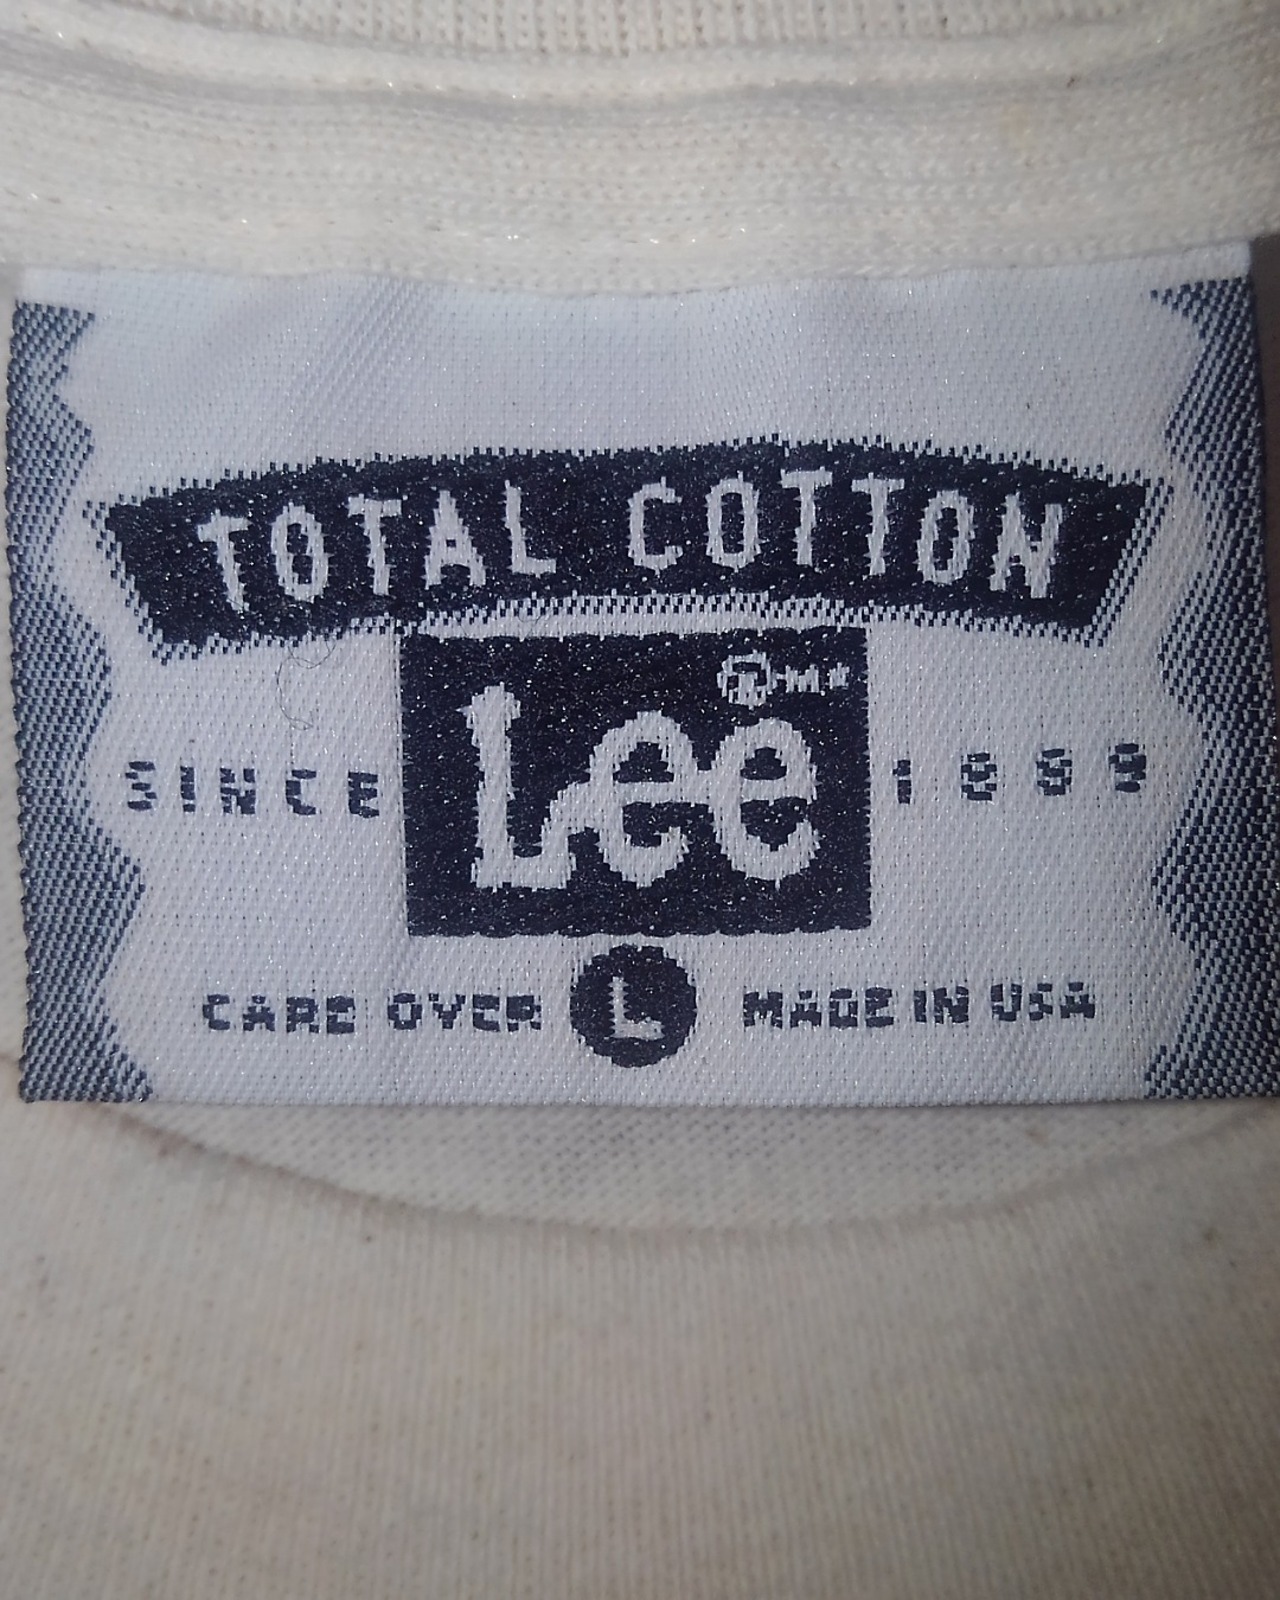 TOTAL COTTON
Lee ® M.R.
SINCE 1889
CARE OVER L MADE IN USA